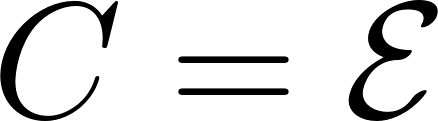 C = ℰ